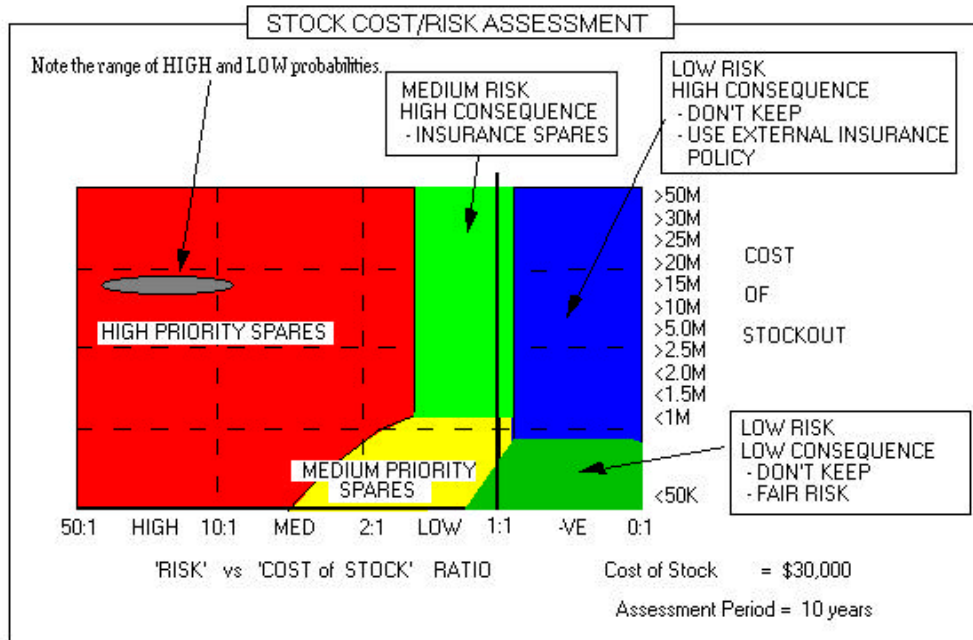 STOCK COST/RISK ASSESSMENT
Note the range of HIGH and LOW probabilities.
MEDIUM RISK
HIGH CONSEQUENCE
- INSURANCE SPARES
LOW RISK
HIGH CONSEQUENCE
- DON'T KEEP
- USE EXTERNAL INSURANCE
POLICY
>50M
>30M
>25M
>20M
>15M
>10M
>5.0M
>2.5M
<2.0M
<1.5M
<1M
<50K
COST
OF
STOCKOUT
HIGH PRIORITY SPARES
MEDIUM PRIORITY
SPARES
LOW RISK
LOW CONSEQUENCE
- DON'T KEEP
- FAIR RISK
50:1 HIGH 10:1 MED 2:1 LOW 1:1 -VE 0:1
'RISK' vs 'COST of STOCK' RATIO
Cost of Stock = $30,000
Assessment Period = 10 years